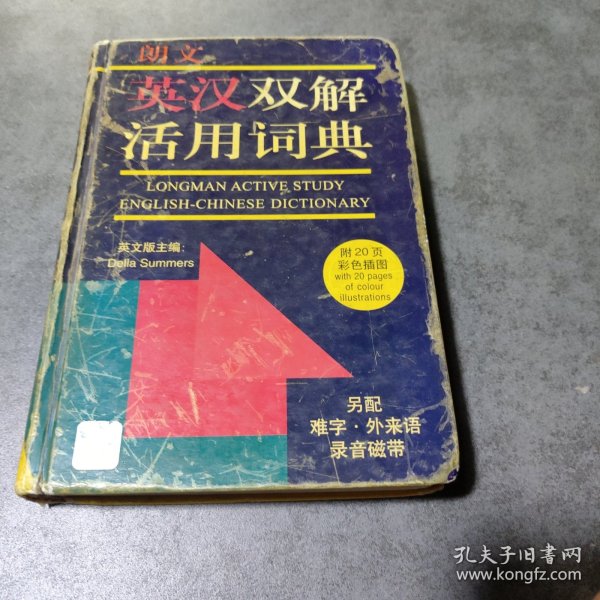 朗文
英汉双解
活用词典
LONGMAN ACTIVE STUDY
ENGLISH-CHINESE DICTIONARY
英文版主编:
Della Summers
附20页
彩色插图
with 20 pages
of colour
illustrations
另配
难字·外来语
录音磁带
孔夫子旧书网
www.kongfz.com